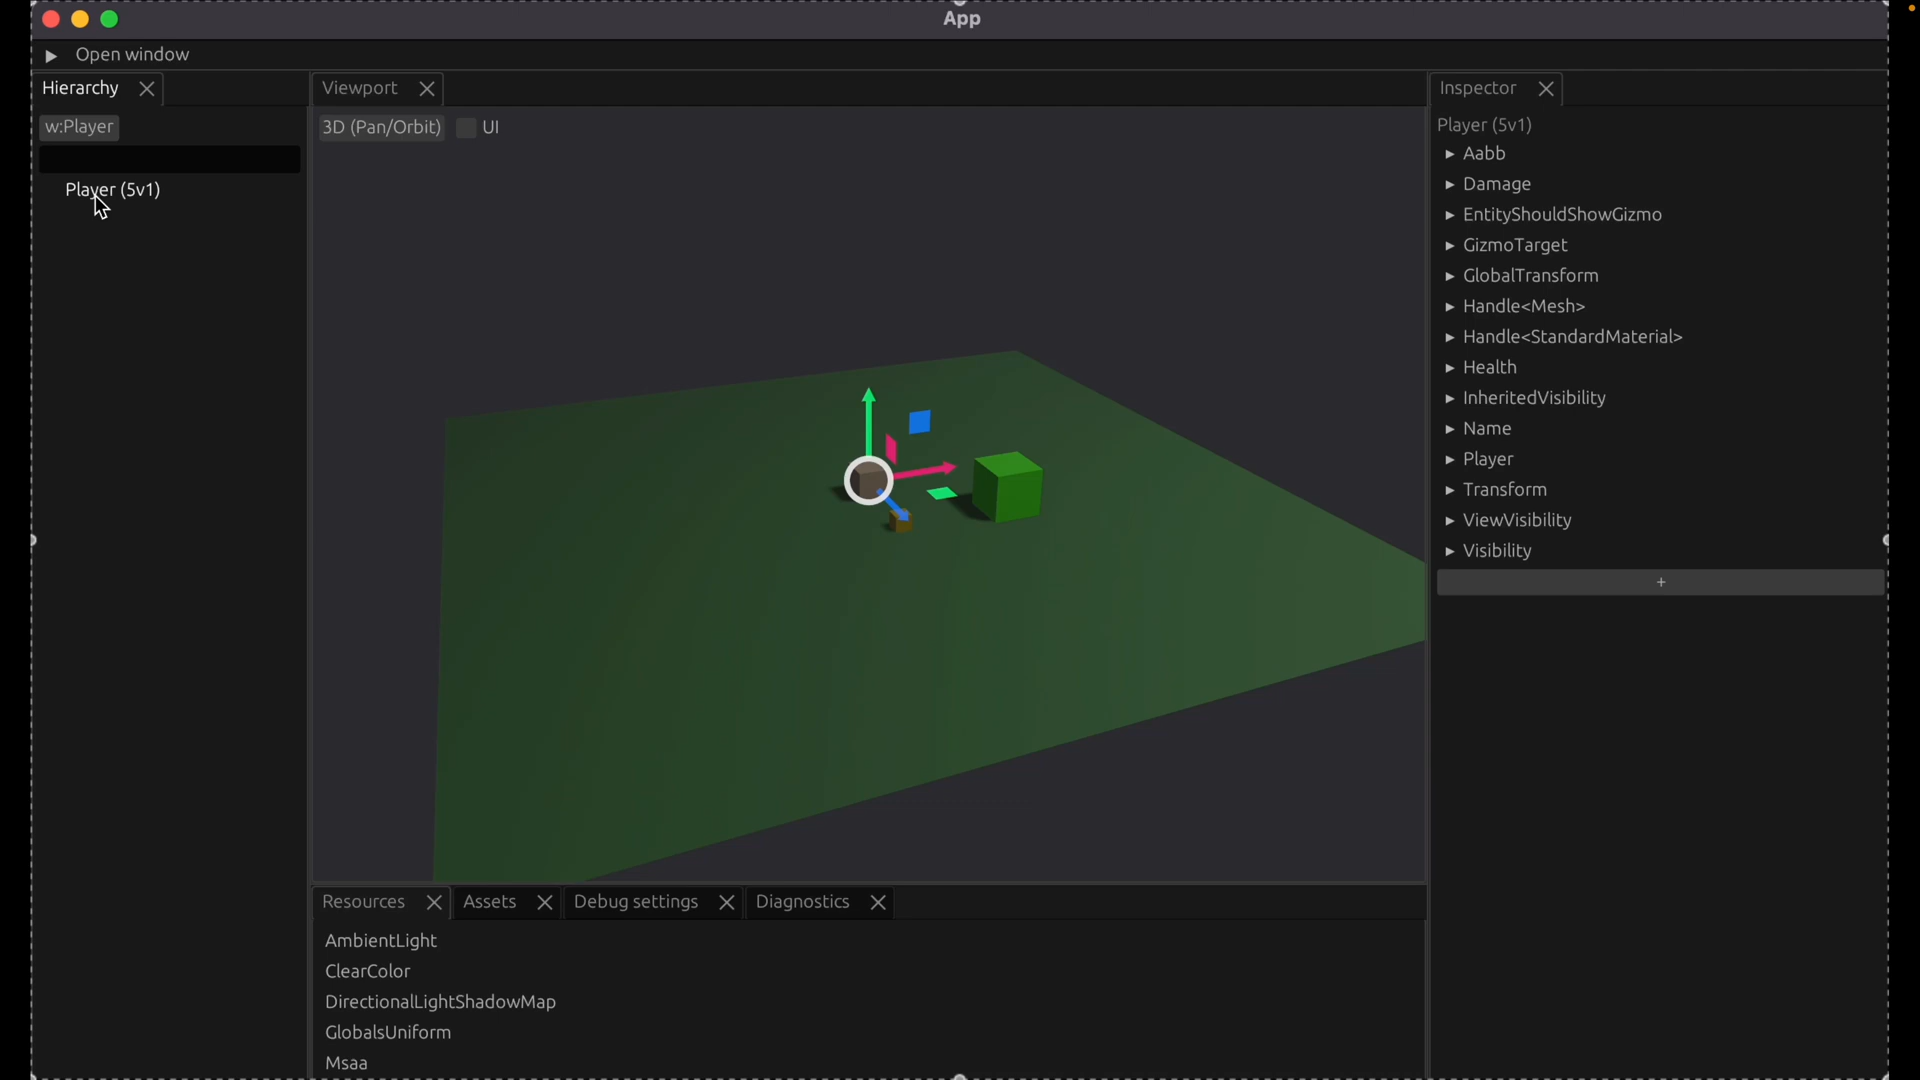 App
Open window
Hierarchy
w:Player
Player (5v1)
Viewport
3D (Pan/Orbit)
UI
Inspector
Player (5v1)
Aabb
Damage
EntityShouldShowGizmo
GizmoTarget
GlobalTransform
Handle<Mesh>
Handle<StandardMaterial>
Health
InheritedVisibility
Name
Player
Transform
ViewVisibility
Visibility
+
Resources
Assets
Debug settings
Diagnostics
AmbientLight
ClearColor
DirectionalLightShadowMap
GlobalsUniform
Msaa